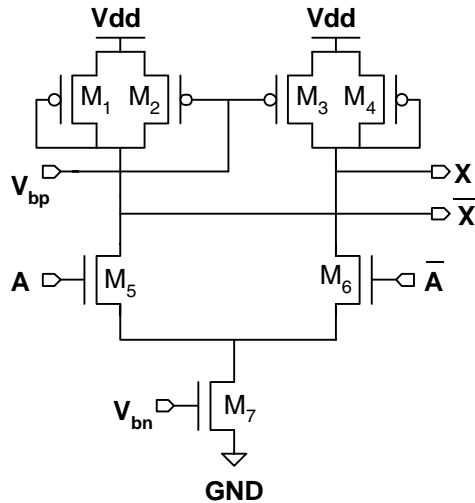 Vdd Vdd
M1 M2 M3 M4
Vbp
X
X̅
A M5 M6 A̅
Vbn M7
GND